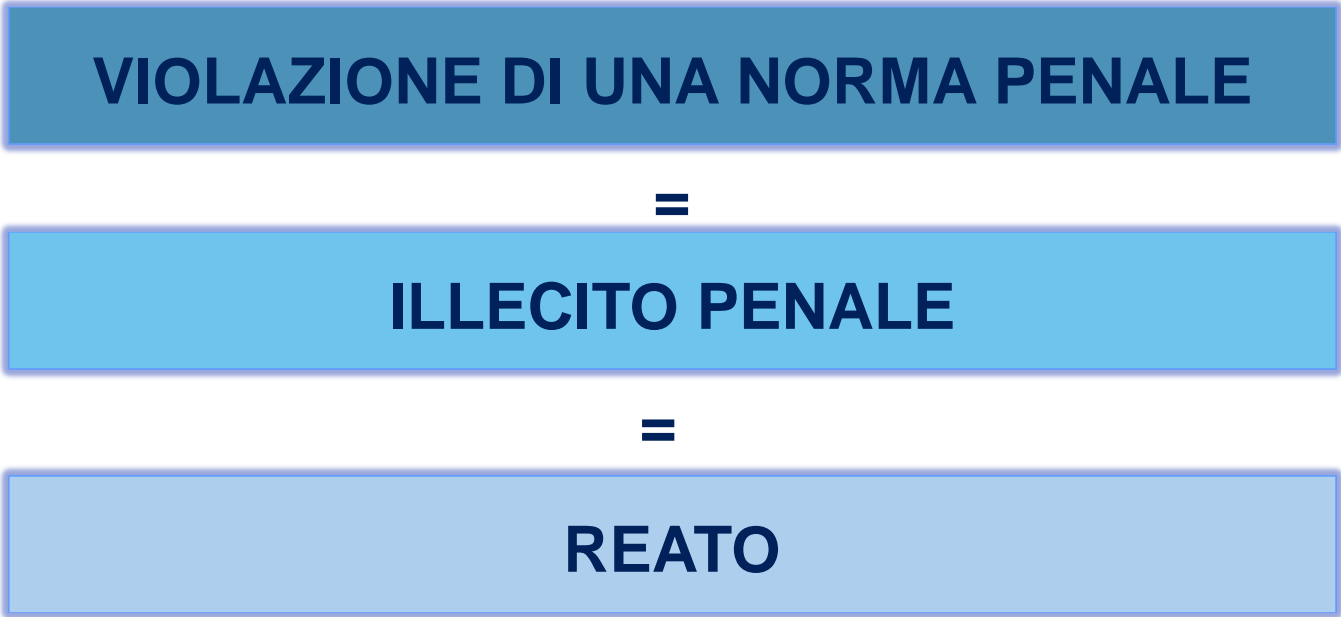 VIOLAZIONE DI UNA NORMA PENALE
=
ILLECITO PENALE
=
REATO